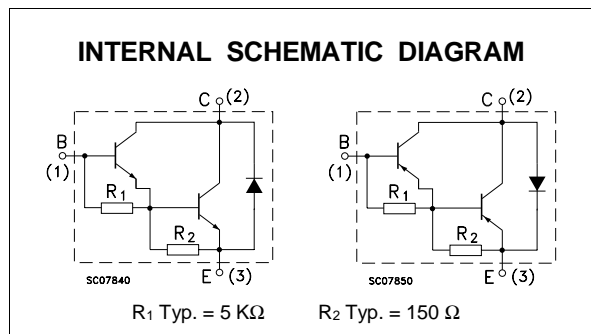 INTERNAL SCHEMATIC DIAGRAM
C (2)
B
(1)
R1
R2
SC07840
E (3)
C (2)
B
(1)
R1
R2
SC07850
E (3)
R1 Typ. = 5 KΩ R2 Typ. = 150 Ω